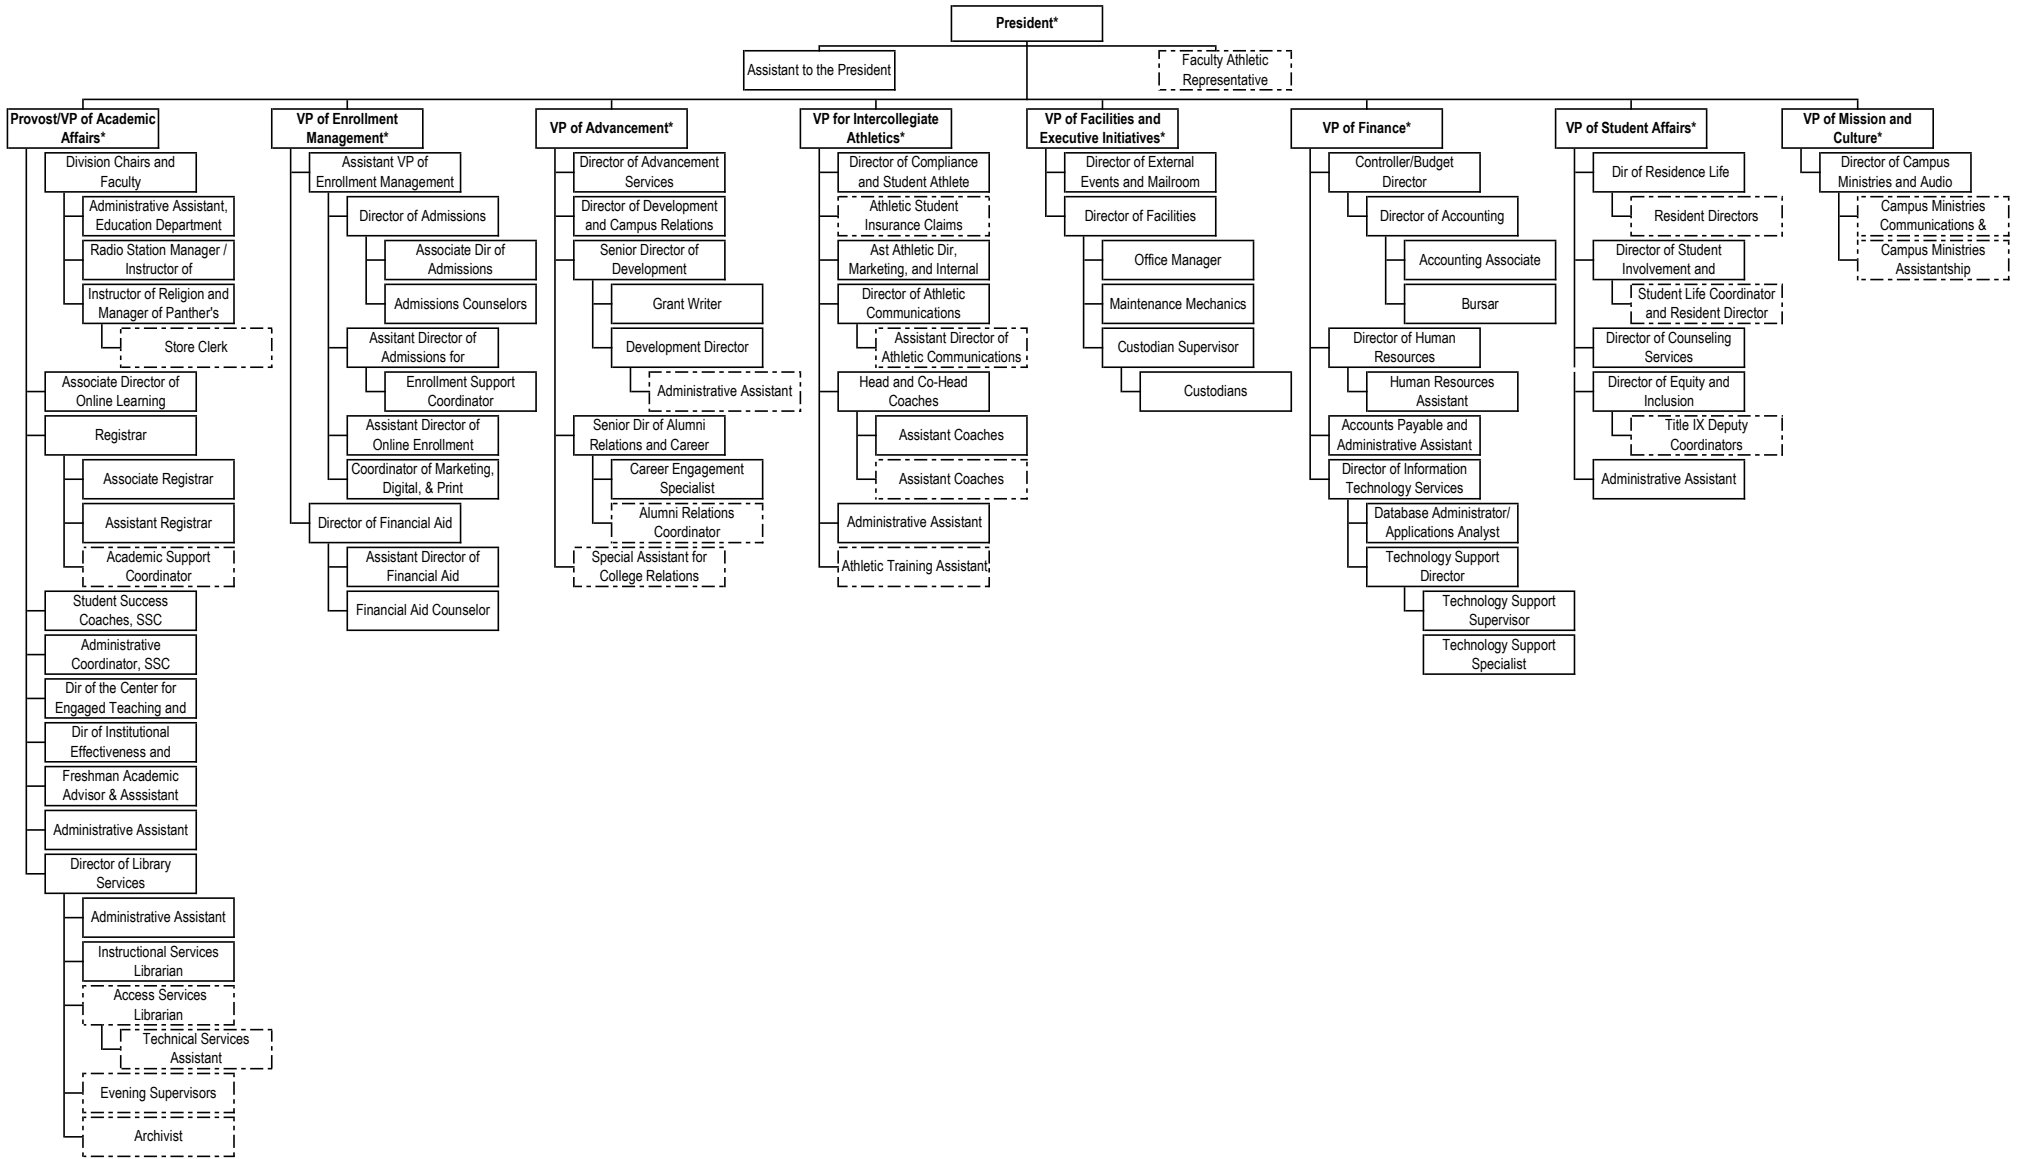 President*
Assistant to the President
Faculty Athletic
Representative
Provost/VP of Academic
Affairs*
Division Chairs and
Faculty
Administrative Assistant,
Education Department
Radio Station Manager /
Instructor of
Instructor of Religion and
Manager of Panther's
Store Clerk
Associate Director of
Online Learning
Registrar
Associate Registrar
Assistant Registrar
Academic Support
Coordinator
Student Success
Coaches, SSC
Administrative
Coordinator, SSC
Dir of the Center for
Engaged Teaching and
Dir of Institutional
Effectiveness and
Freshman Academic
Advisor & Asssistant
Administrative Assistant
Director of Library
Services
Administrative Assistant
Instructional Services
Librarian
Access Services
Librarian
Technical Services
Assistant
Evening Supervisors
Archivist
VP of Enrollment
Management*
Assistant VP of
Enrollment Management
Director of Admissions
Associate Dir of
Admissions
Admissions Counselors
Assitant Director of
Admissions for
Enrollment Support
Coordinator
Assistant Director of
Online Enrollment
Coordinator of Marketing,
Digital, & Print
Director of Financial Aid
Assistant Director of
Financial Aid
Financial Aid Counselor
VP of Advancement*
Director of Advancement
Services
Director of Development
and Campus Relations
Senior Director of
Development
Grant Writer
Development Director
Administrative Assistant
Senior Dir of Alumni
Relations and Career
Career Engagement
Specialist
Alumni Relations
Coordinator
Special Assistant for
College Relations
VP for Intercollegiate
Athletics*
Director of Compliance
and Student Athlete
Athletic Student
Insurance Claims
Ast Athletic Dir,
Marketing, and Internal
Director of Athletic
Communications
Assistant Director of
Athletic Communications
Head and Co-Head
Coaches
Assistant Coaches
Assistant Coaches
Administrative Assistant
Athletic Training Assistant
VP of Facilities and
Executive Initiatives*
Director of External
Events and Mailroom
Director of Facilities
Office Manager
Maintenance Mechanics
Custodian Supervisor
Custodians
VP of Finance*
Controller/Budget
Director
Director of Accounting
Accounting Associate
Bursar
Director of Human
Resources
Human Resources
Assistant
Accounts Payable and
Administrative Assistant
Director of Information
Technology Services
Database Administrator/
Applications Analyst
Technology Support
Director
Technology Support
Supervisor
Technology Support
Specialist
VP of Student Affairs*
Dir of Residence Life
Resident Directors
Director of Student
Involvement and
Student Life Coordinator
and Resident Director
Director of Counseling
Services
Director of Equity and
Inclusion
Title IX Deputy
Coordinators
Administrative Assistant
VP of Mission and
Culture*
Director of Campus
Ministries and Audio
Campus Ministries
Communications &
Campus Ministries
Assistantship